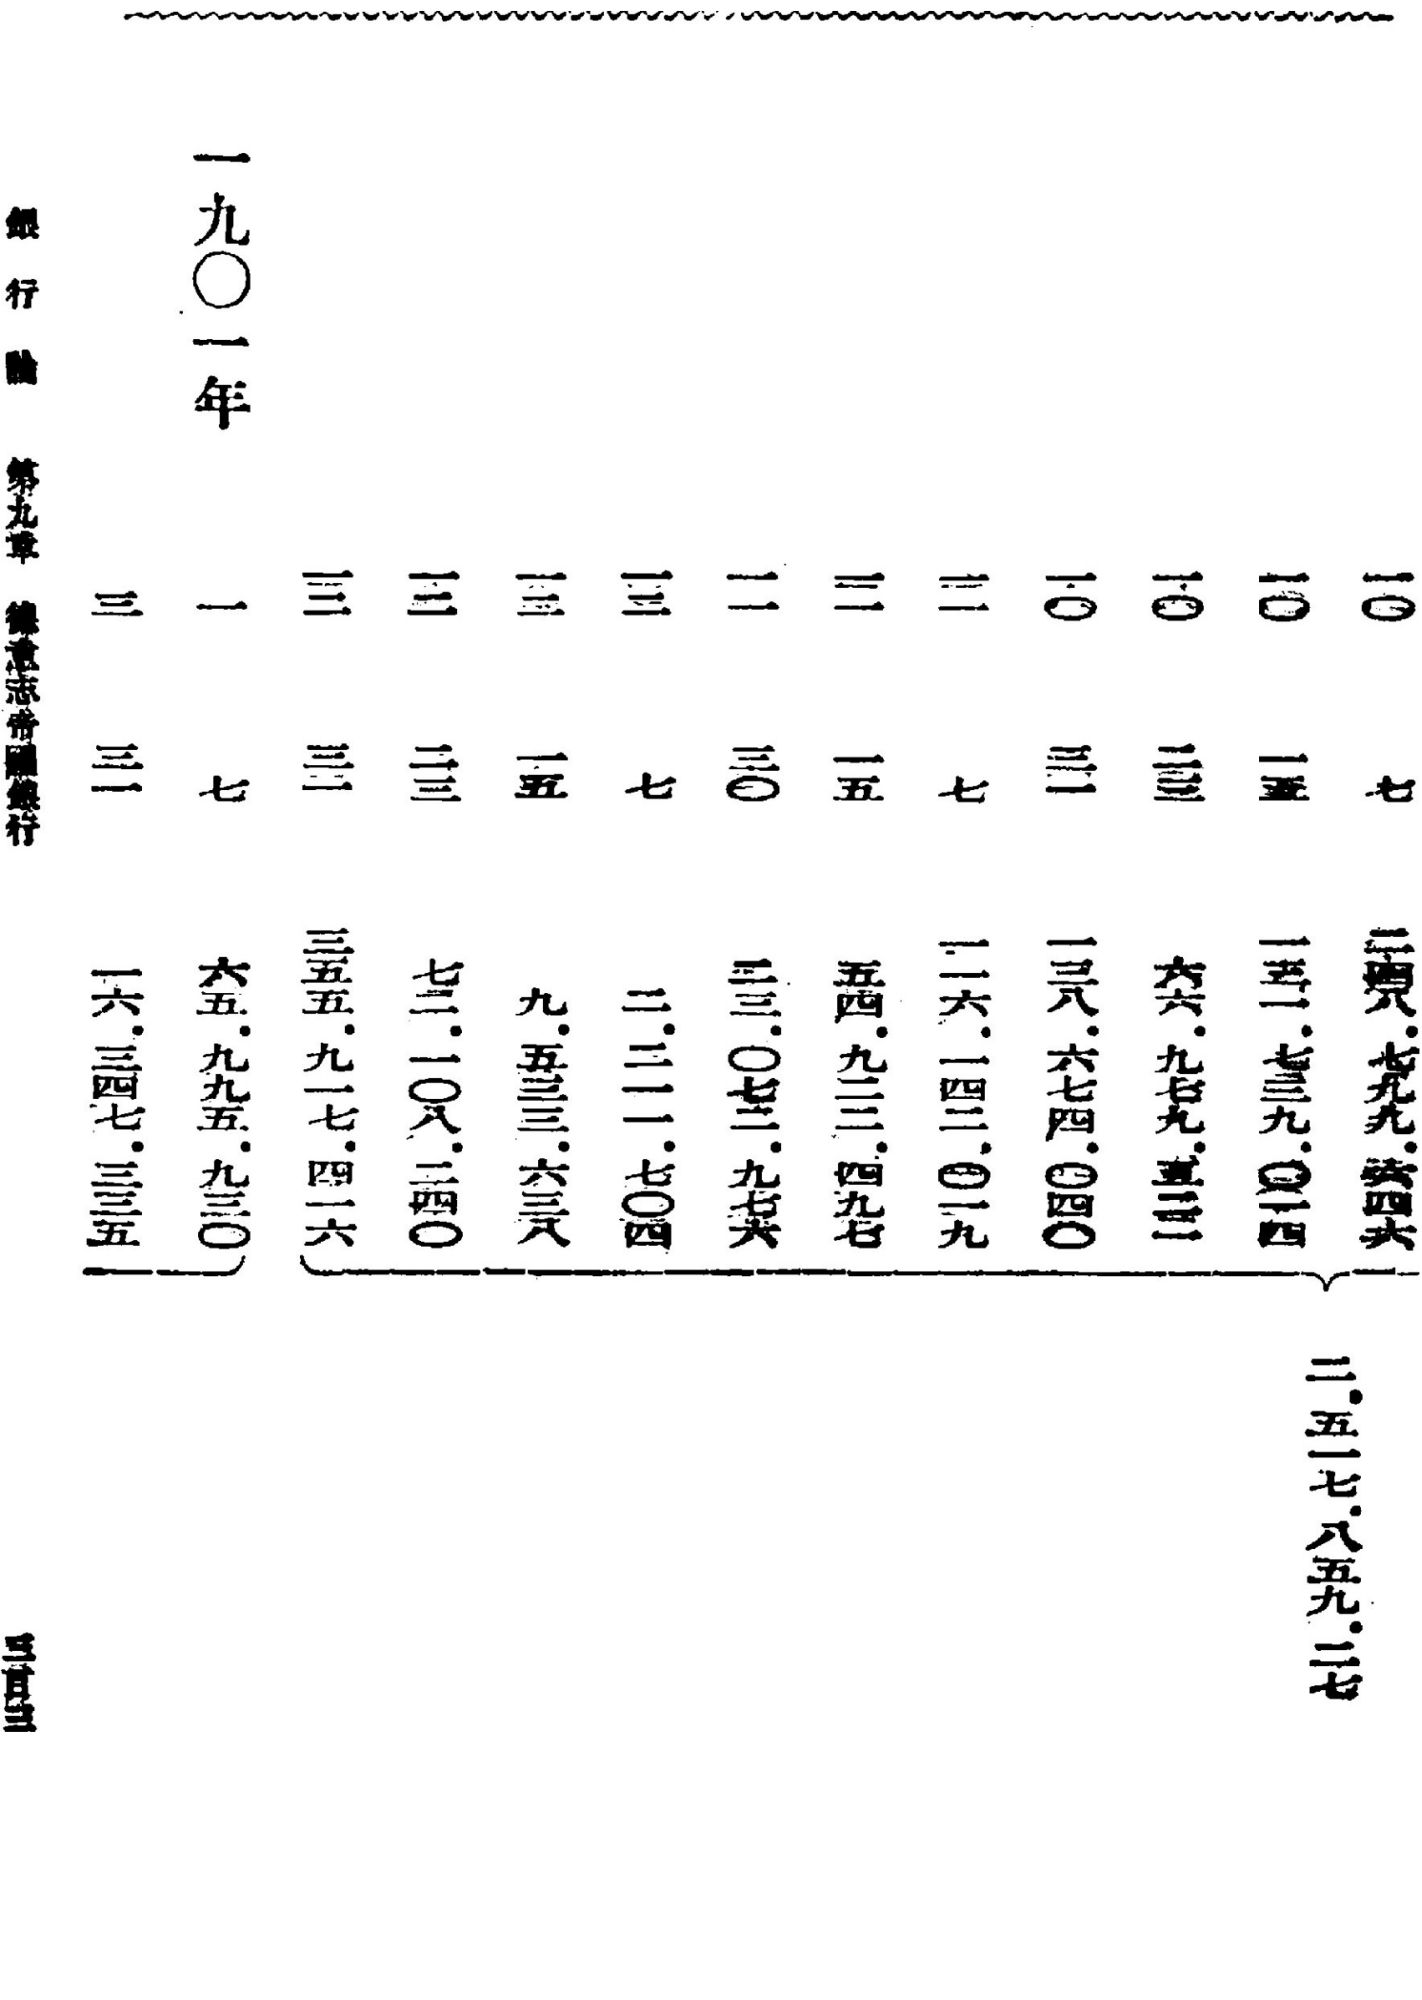 一〇 七 二四八.七九九.六四六
一〇 一五 一五一.七三九.〇一四
一〇 二三 六六.九七九.五三二
一〇 三一 一三八.六七四.〇四〇
一一 七 一一六.一四二.〇一九
一一 一五 五四.九二二.四九七
一一 三〇 二三.〇七二.九七六
一二 七 二.二一一.七〇四
一二 一五 九.五三三.六三八
一二 二三 七二.一〇八.二四〇
一二 三一 三五五.九一七.四一六
二.五一七.八五九.二七
一九〇一年 一 七 六五.九九五.九三〇
三 三一 一六.三四七.三三五
銀行論 第九章 德意志帝國銀行 三百三